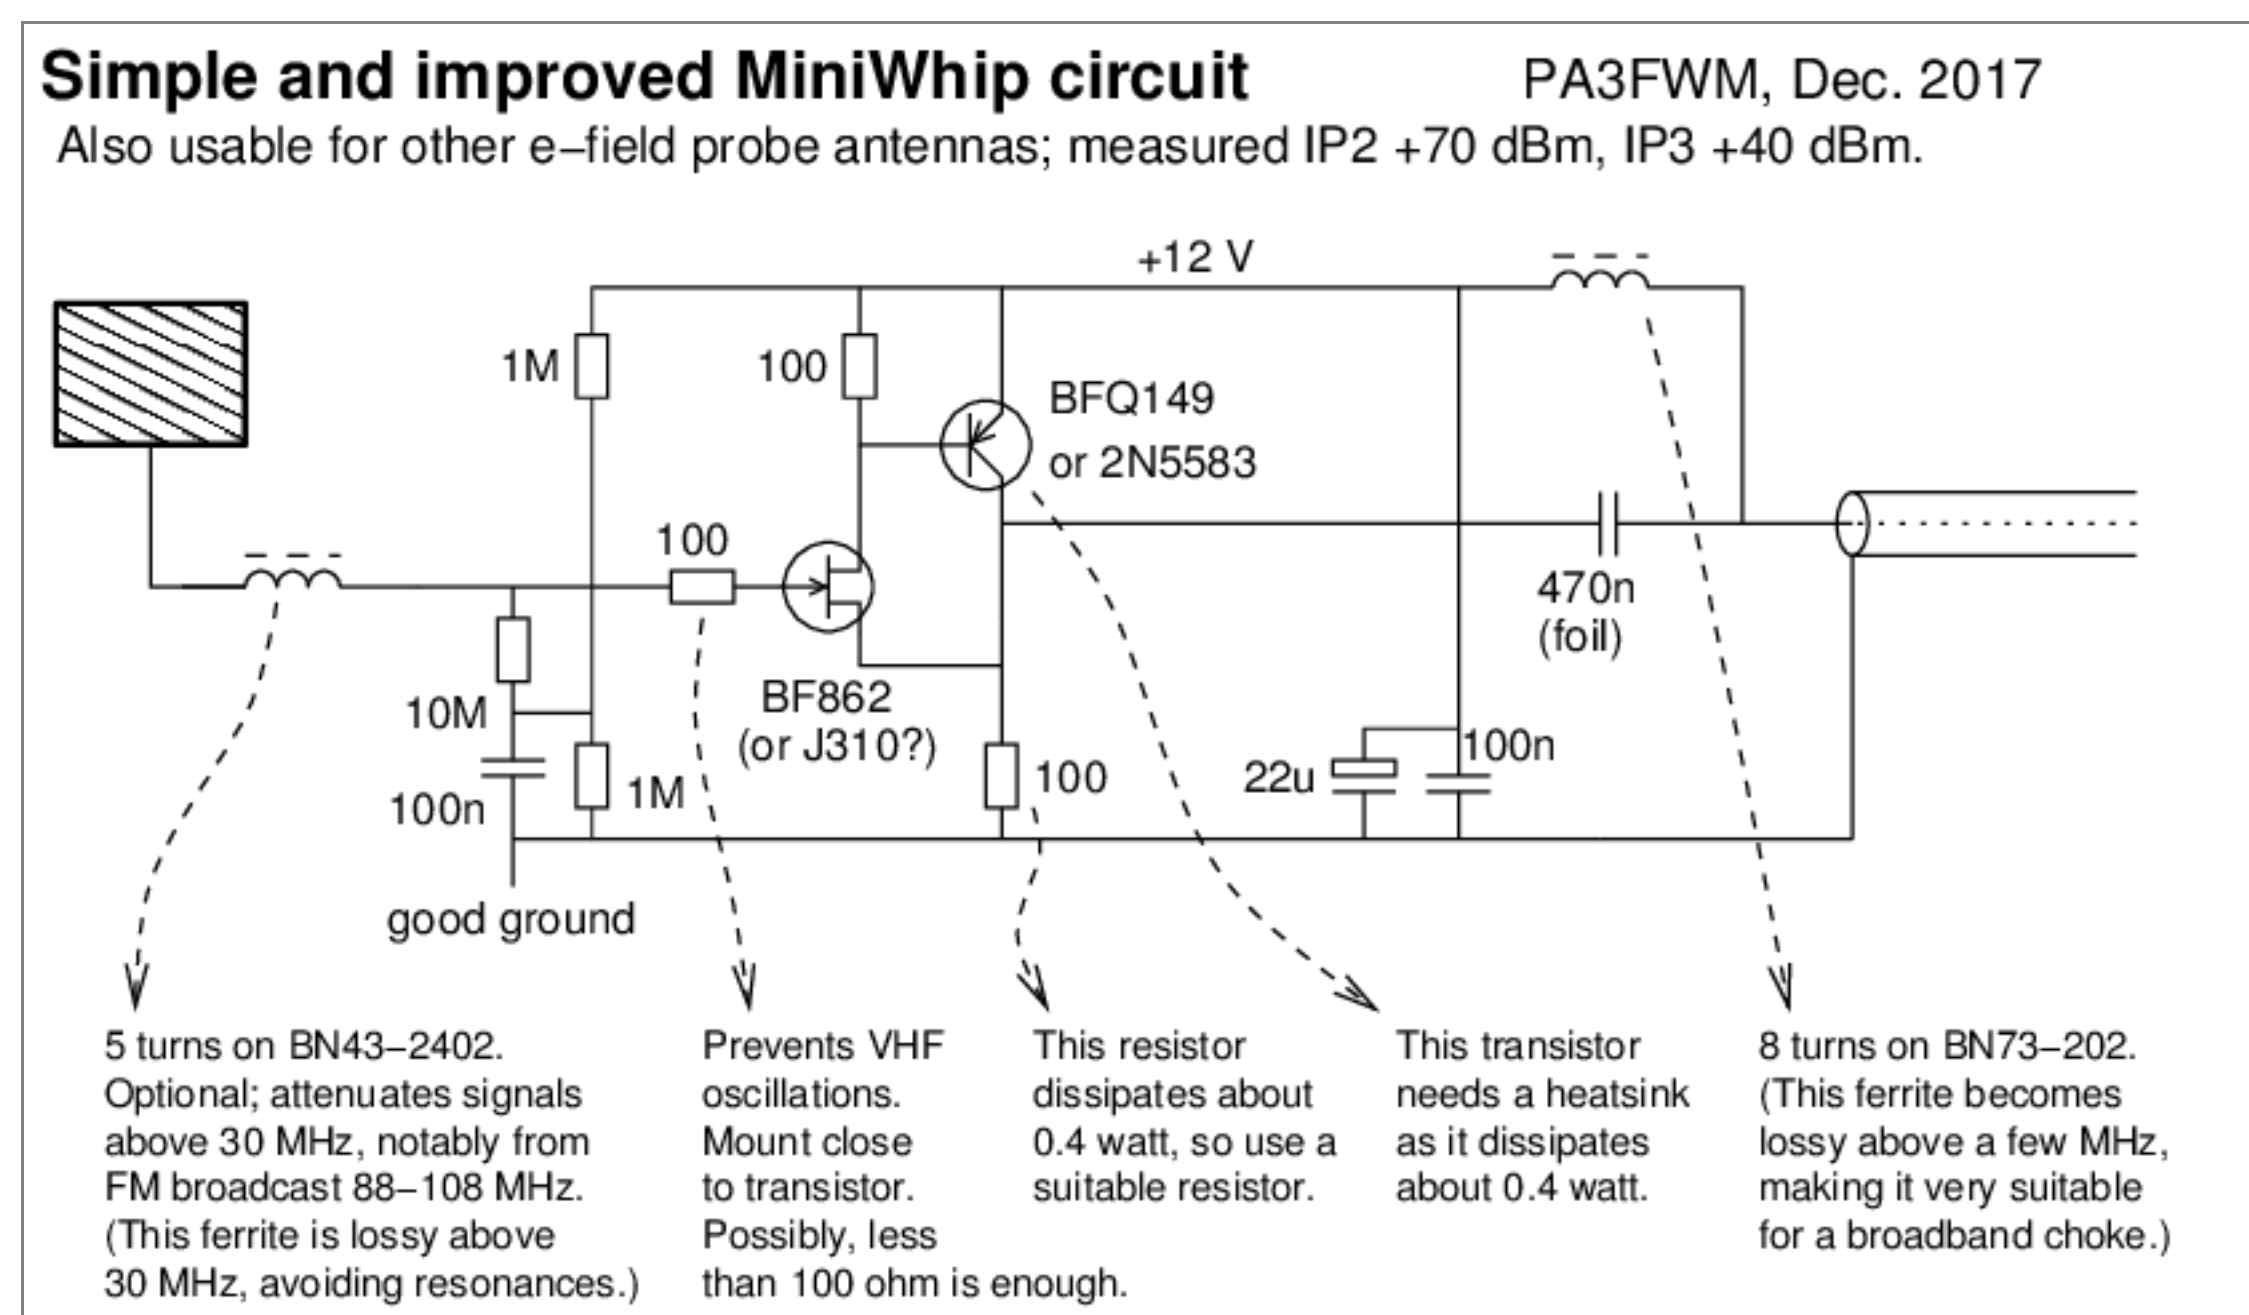 Simple and improved MiniWhip circuit PA3FWM, Dec. 2017
Also usable for other e–field probe antennas; measured IP2 +70 dBm, IP3 +40 dBm.
+12 V
1M
100
BFQ149
or 2N5583
100
470n
(foil)
10M
BF862
(or J310?)
100n
1M
100
22u
100n
good ground
5 turns on BN43–2402.
Optional; attenuates signals
above 30 MHz, notably from
FM broadcast 88–108 MHz.
(This ferrite is lossy above
30 MHz, avoiding resonances.)
Prevents VHF
oscillations.
Mount close
to transistor.
Possibly, less
than 100 ohm is enough.
This resistor
dissipates about
0.4 watt, so use a
suitable resistor.
This transistor
needs a heatsink
as it dissipates
about 0.4 watt.
8 turns on BN73–202.
(This ferrite becomes
lossy above a few MHz,
making it very suitable
for a broadband choke.)